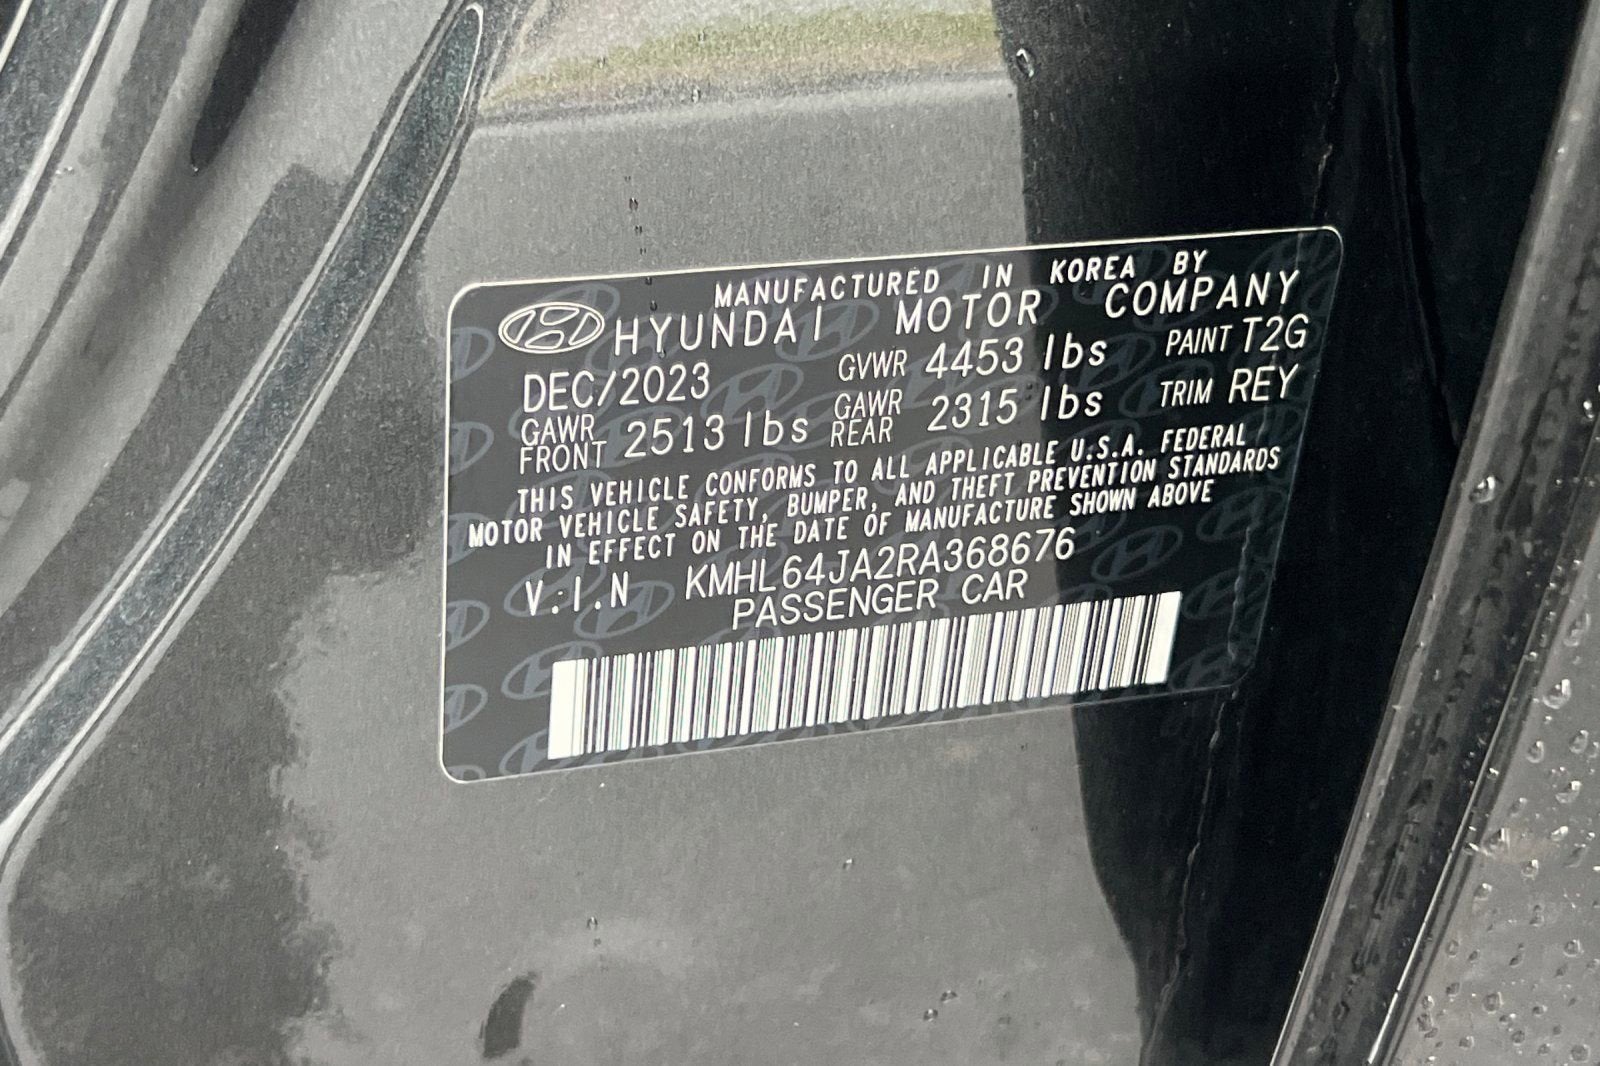 MANUFACTURED IN KOREA BY
HYUNDAI MOTOR COMPANY
DEC/2023 GVWR 4453 lbs PAINT T2G
GAWR FRONT 2513 lbs GAWR REAR 2315 lbs TRIM REY
THIS VEHICLE CONFORMS TO ALL APPLICABLE U.S.A. FEDERAL
MOTOR VEHICLE SAFETY, BUMPER, AND THEFT PREVENTION STANDARDS
IN EFFECT ON THE DATE OF MANUFACTURE SHOWN ABOVE
V.I.N KMHL64JA2RA368676
PASSENGER CAR